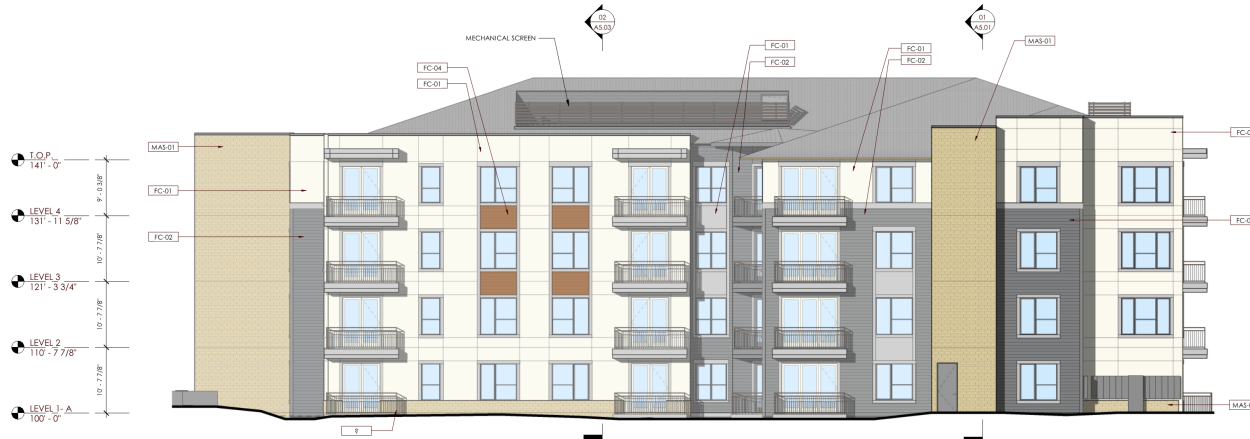 02
A5.03
01
A5.01
MECHANICAL SCREEN
FC-01
FC-02
FC-01
FC-02
MAS-01
FC-04
FC-01
MAS-01
FC-01
FC-02
T.O.P.
141' - 0"
9' - 0 3/8"
LEVEL 4
131' - 11 5/8"
10' - 7 7/8"
LEVEL 3
121' - 3 3/4"
10' - 7 7/8"
LEVEL 2
110' - 7 7/8"
10' - 7 7/8"
LEVEL 1- A
100' - 0"
?